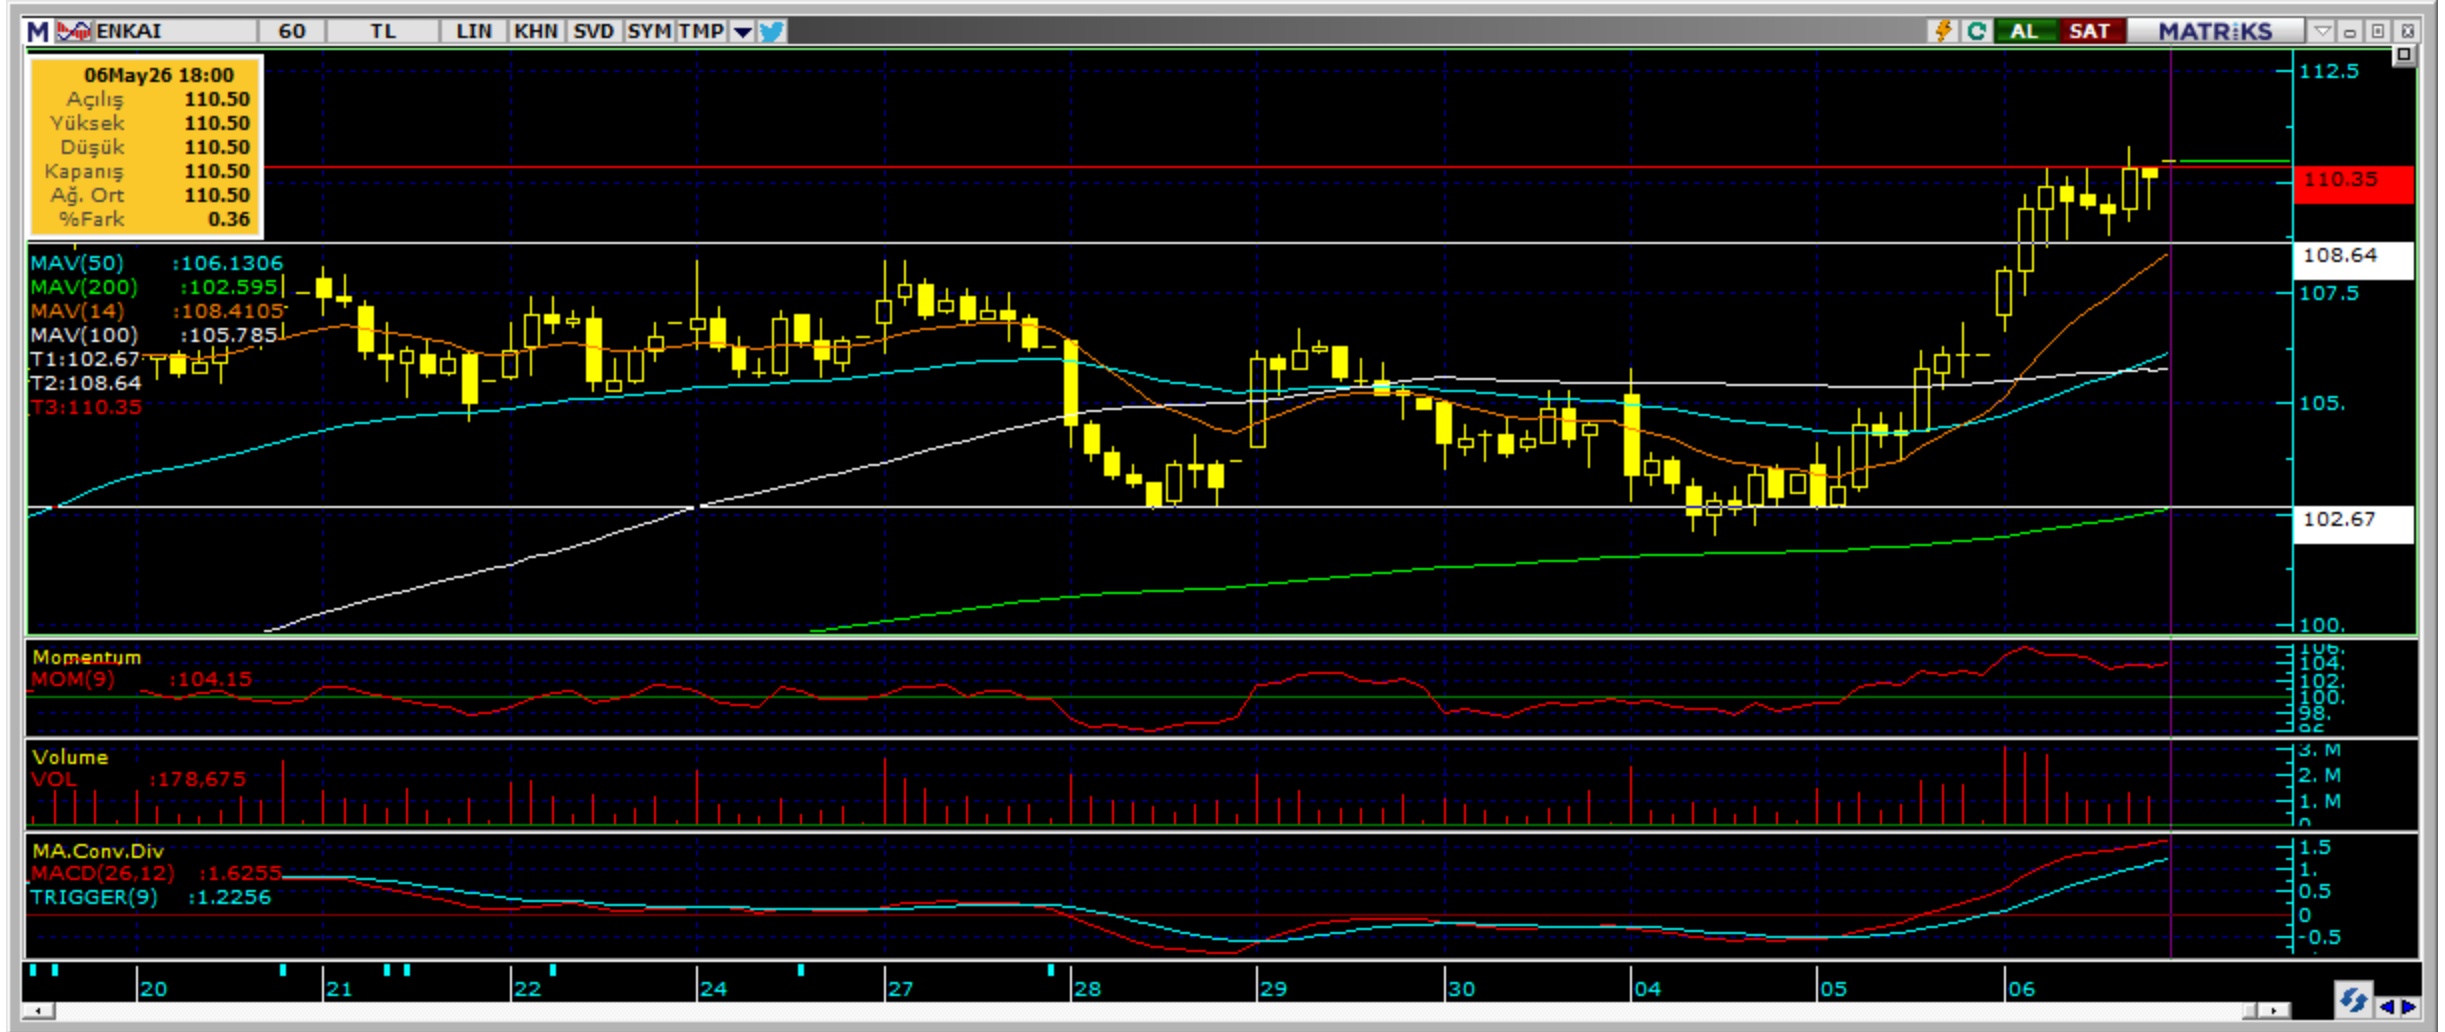 M ENKAI 60 TL LIN KHN SVD SYM TMP AL SAT MATRiKS
06May26 18:00
Açılış 110.50
Yüksek 110.50
Düşük 110.50
Kapanış 110.50
Ağ. Ort 110.50
%Fark 0.36
MAV(50) :106.1306
MAV(200) :102.595
MAV(14) :108.4105
MAV(100) :105.785
T1:102.67
T2:108.64
T3:110.35
112.5
110.35
108.64
107.5
105.
102.67
100.
Momentum
MOM(9) :104.15
106.
104.
102.
100.
98.
Volume
VOL :178,675
3. M
2. M
1. M
0
MA.Conv.Div
MACD(26,12) :1.6255
TRIGGER(9) :1.2256
1.5
1.
0.5
0
-0.5
20 21 22 24 27 28 29 30 04 05 06